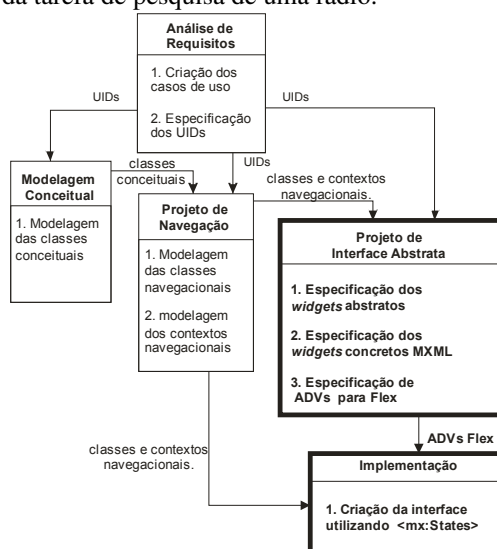 da tarefa de pesquisa de uma rádio.
Análise de
Requisitos
1. Criação dos
casos de uso
2. Especificação
dos UIDs
UIDs
UIDs
UIDs
classes
conceituais
classes e contextos
navegacionais.
Modelagem
Conceitual
1. Modelagem
das classes
conceituais
Projeto de
Navegação
1. Modelagem
das classes
navegacionais
2. modelagem
dos contextos
navegacionais
Projeto de
Interface Abstrata
1. Especificação dos
widgets abstratos
2. Especificação dos
widgets concretos MXML
3. Especificação de
ADVs para Flex
ADVs Flex
classes e contextos
navegacionais.
Implementação
1. Criação da interface
utilizando <mx:States>